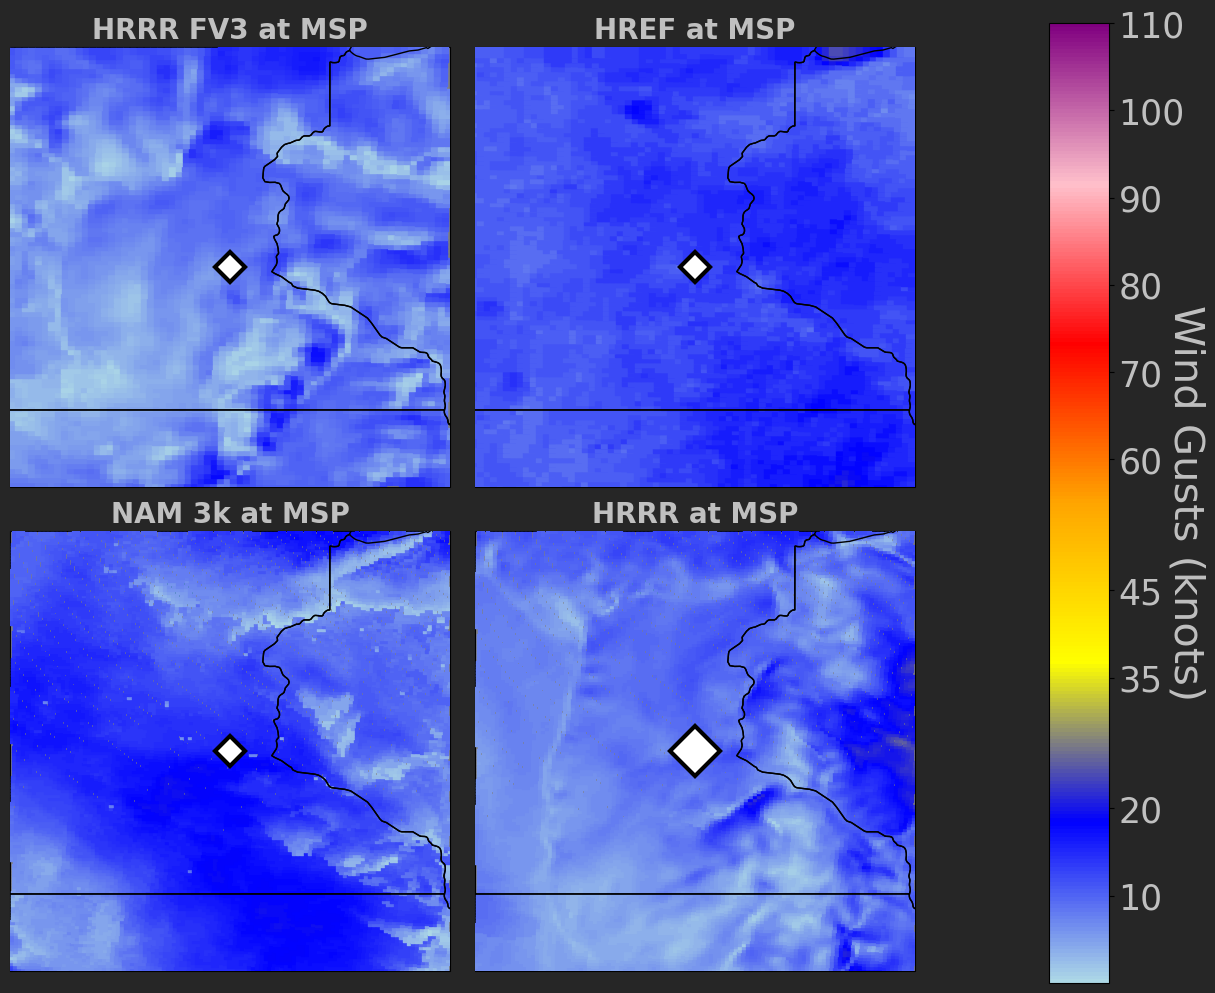 HRRR FV3 at MSP
HREF at MSP
NAM 3k at MSP
HRRR at MSP
110
100
90
80
70
60
45
35
20
10
Wind Gusts (knots)